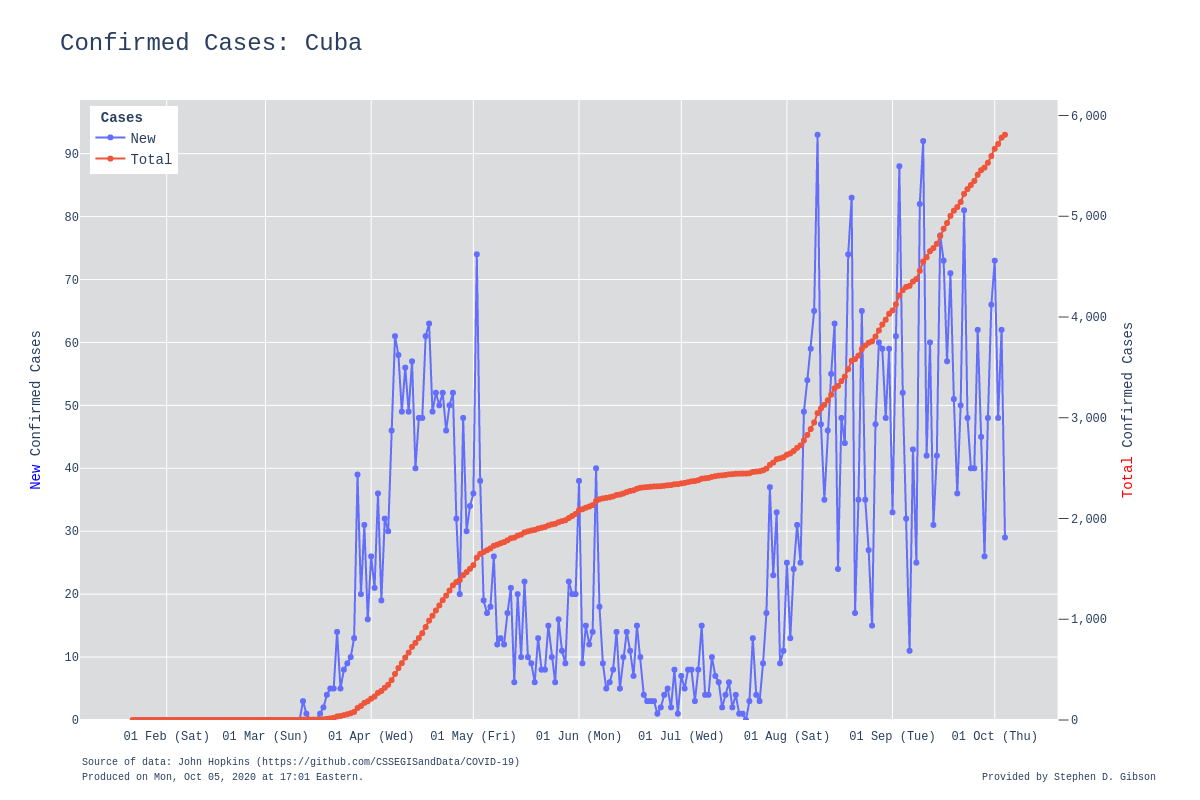 Confirmed Cases: Cuba
Cases
New
Total
90
80
70
60
50
40
30
20
10
0
6,000
5,000
4,000
3,000
2,000
1,000
0
New Confirmed Cases
Total Confirmed Cases
01 Feb (Sat) 01 Mar (Sun) 01 Apr (Wed) 01 May (Fri) 01 Jun (Mon) 01 Jul (Wed) 01 Aug (Sat) 01 Sep (Tue) 01 Oct (Thu)
Source of data: John Hopkins (https://github.com/CSSEGISandData/COVID-19)
Produced on Mon, Oct 05, 2020 at 17:01 Eastern.
Provided by Stephen D. Gibson